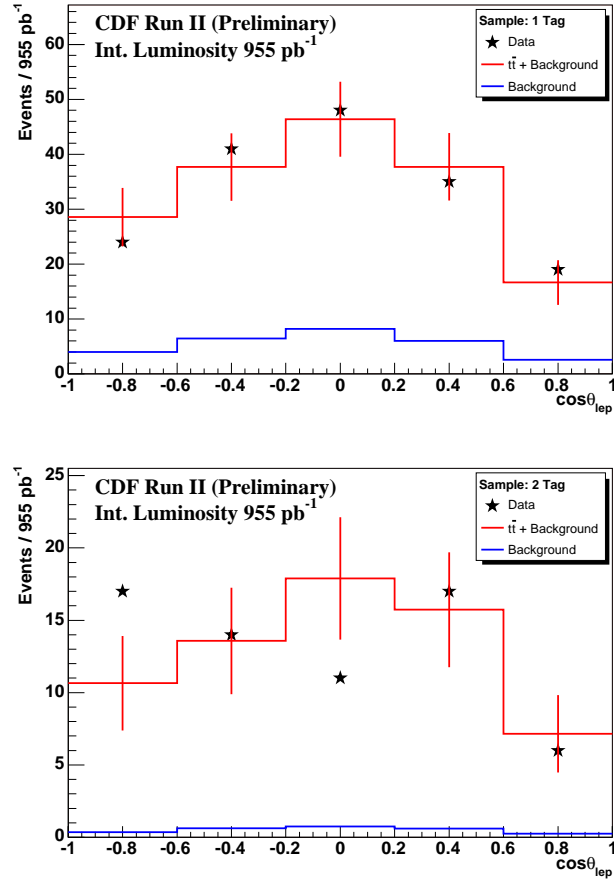 CDF Run II (Preliminary)
Int. Luminosity 955 pb⁻¹
Sample: 1 Tag
Data
tt̄ + Background
Background
Events / 955 pb⁻¹
60
50
40
30
20
10
0
-1 -0.8 -0.6 -0.4 -0.2 0 0.2 0.4 0.6 0.8 1
cosθlep
CDF Run II (Preliminary)
Int. Luminosity 955 pb⁻¹
Sample: 2 Tag
Data
tt̄ + Background
Background
Events / 955 pb⁻¹
25
20
15
10
5
0
-1 -0.8 -0.6 -0.4 -0.2 0 0.2 0.4 0.6 0.8 1
cosθlep